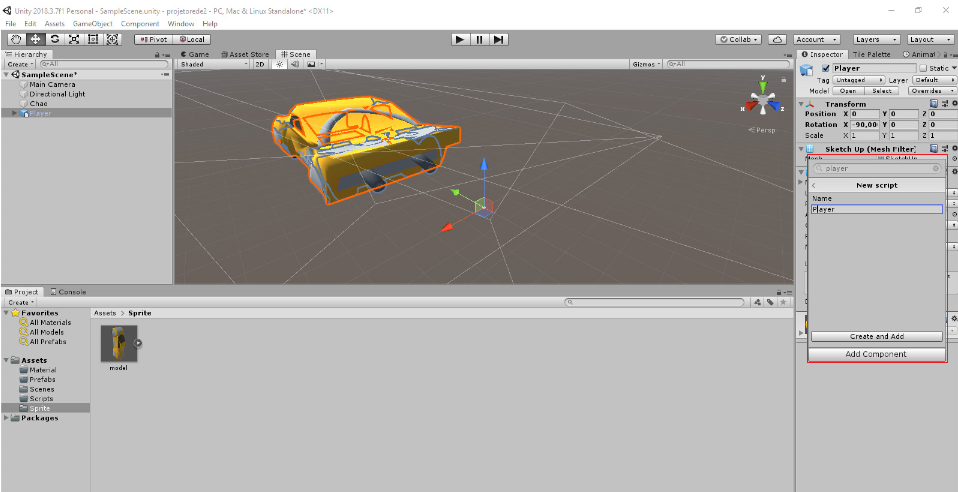 Unity 2018.3.7f1 Personal - SampleScene.unity - projetorede2 - PC, Mac & Linux Standalone* <DX11>
File Edit Assets GameObject Component Window Help
Pivot Local Collab Account Layers Layout
Hierarchy
Create All
SampleScene*
Main Camera
Directional Light
Chao
Player
Game Asset Store Scene
Shaded 2D Gizmos All
y
x z
Persp
Inspector Tile Palette Animat
Player Static
Tag Untagged Layer Default
Model Open Select Overrides
Transform
Position X 0 Y 0 Z 0
Rotation X -90,00 Y 0 Z 0
Scale X 1 Y 1 Z 1
Sketch Up (Mesh Filter)
Mesh SketchUp
player
New script
Name
Player
Create and Add
Add Component
Project Console
Create
Favorites
All Materials
All Models
All Prefabs
Assets
Material
Prefabs
Scenes
Scripts
Sprite
Packages
Assets > Sprite
model